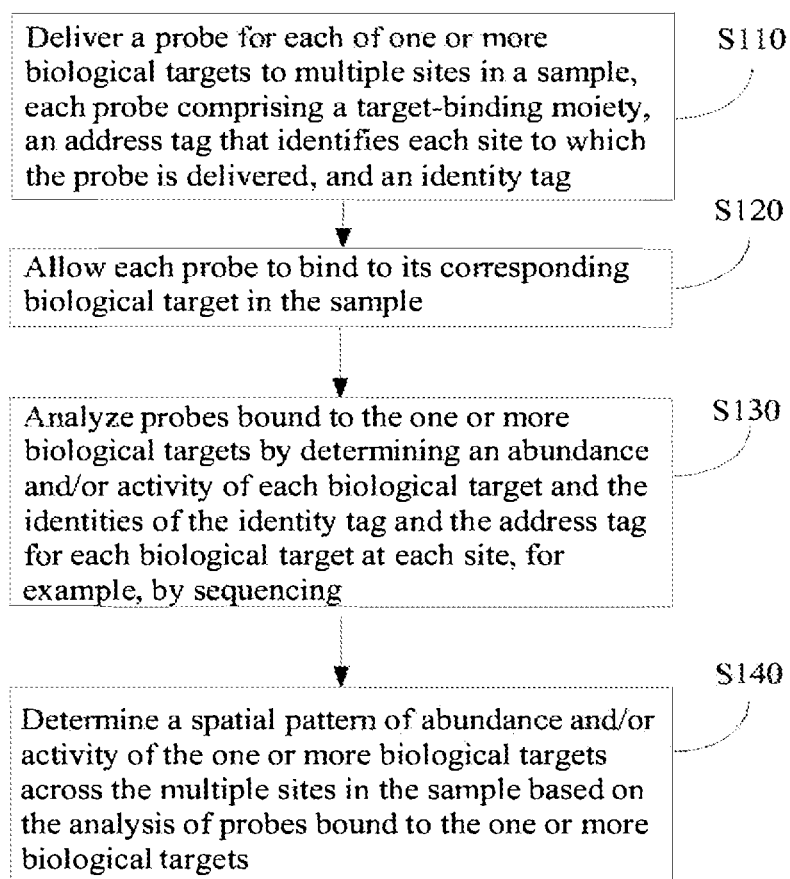 Deliver a probe for each of one or more
biological targets to multiple sites in a sample,
each probe comprising a target-binding moiety,
an address tag that identifies each site to which
the probe is delivered, and an identity tag
S110
Allow each probe to bind to its corresponding
biological target in the sample
S120
Analyze probes bound to the one or more
biological targets by determining an abundance
and/or activity of each biological target and the
identities of the identity tag and the address tag
for each biological target at each site, for
example, by sequencing
S130
Determine a spatial pattern of abundance and/or
activity of the one or more biological targets
across the multiple sites in the sample based on
the analysis of probes bound to the one or more
biological targets
S140